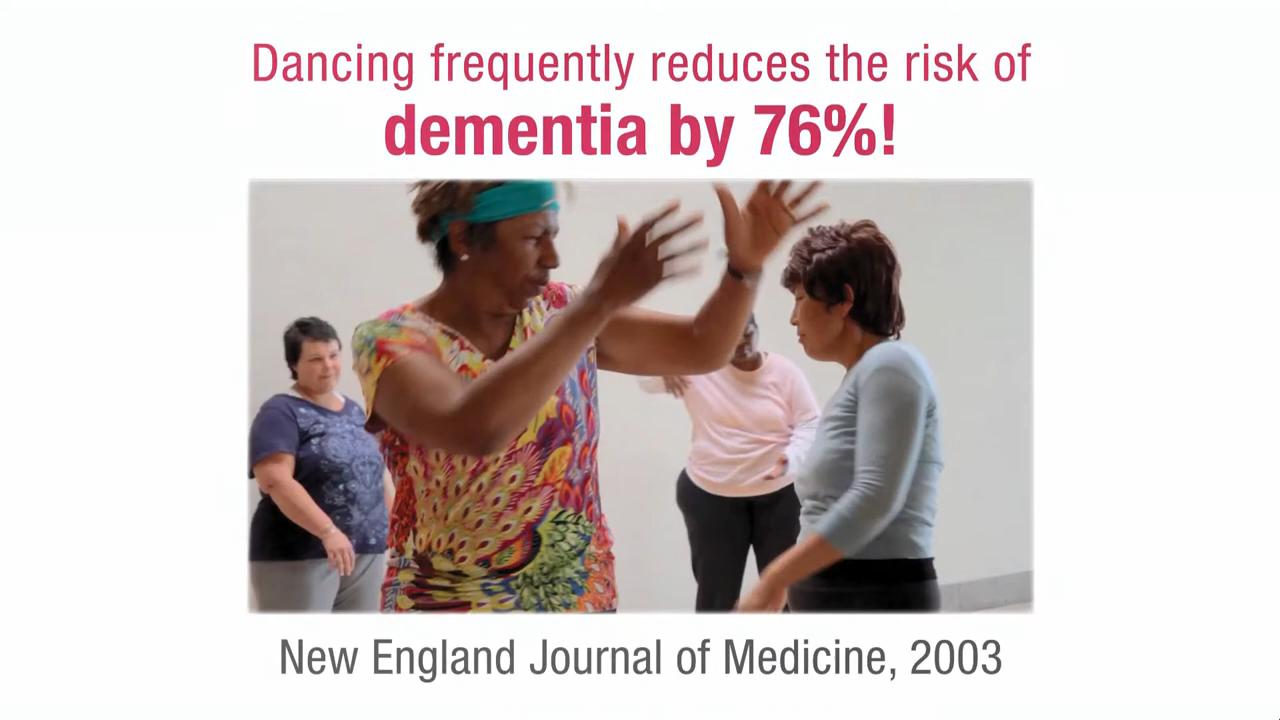 Dancing frequently reduces the risk of
dementia by 76%!
New England Journal of Medicine, 2003